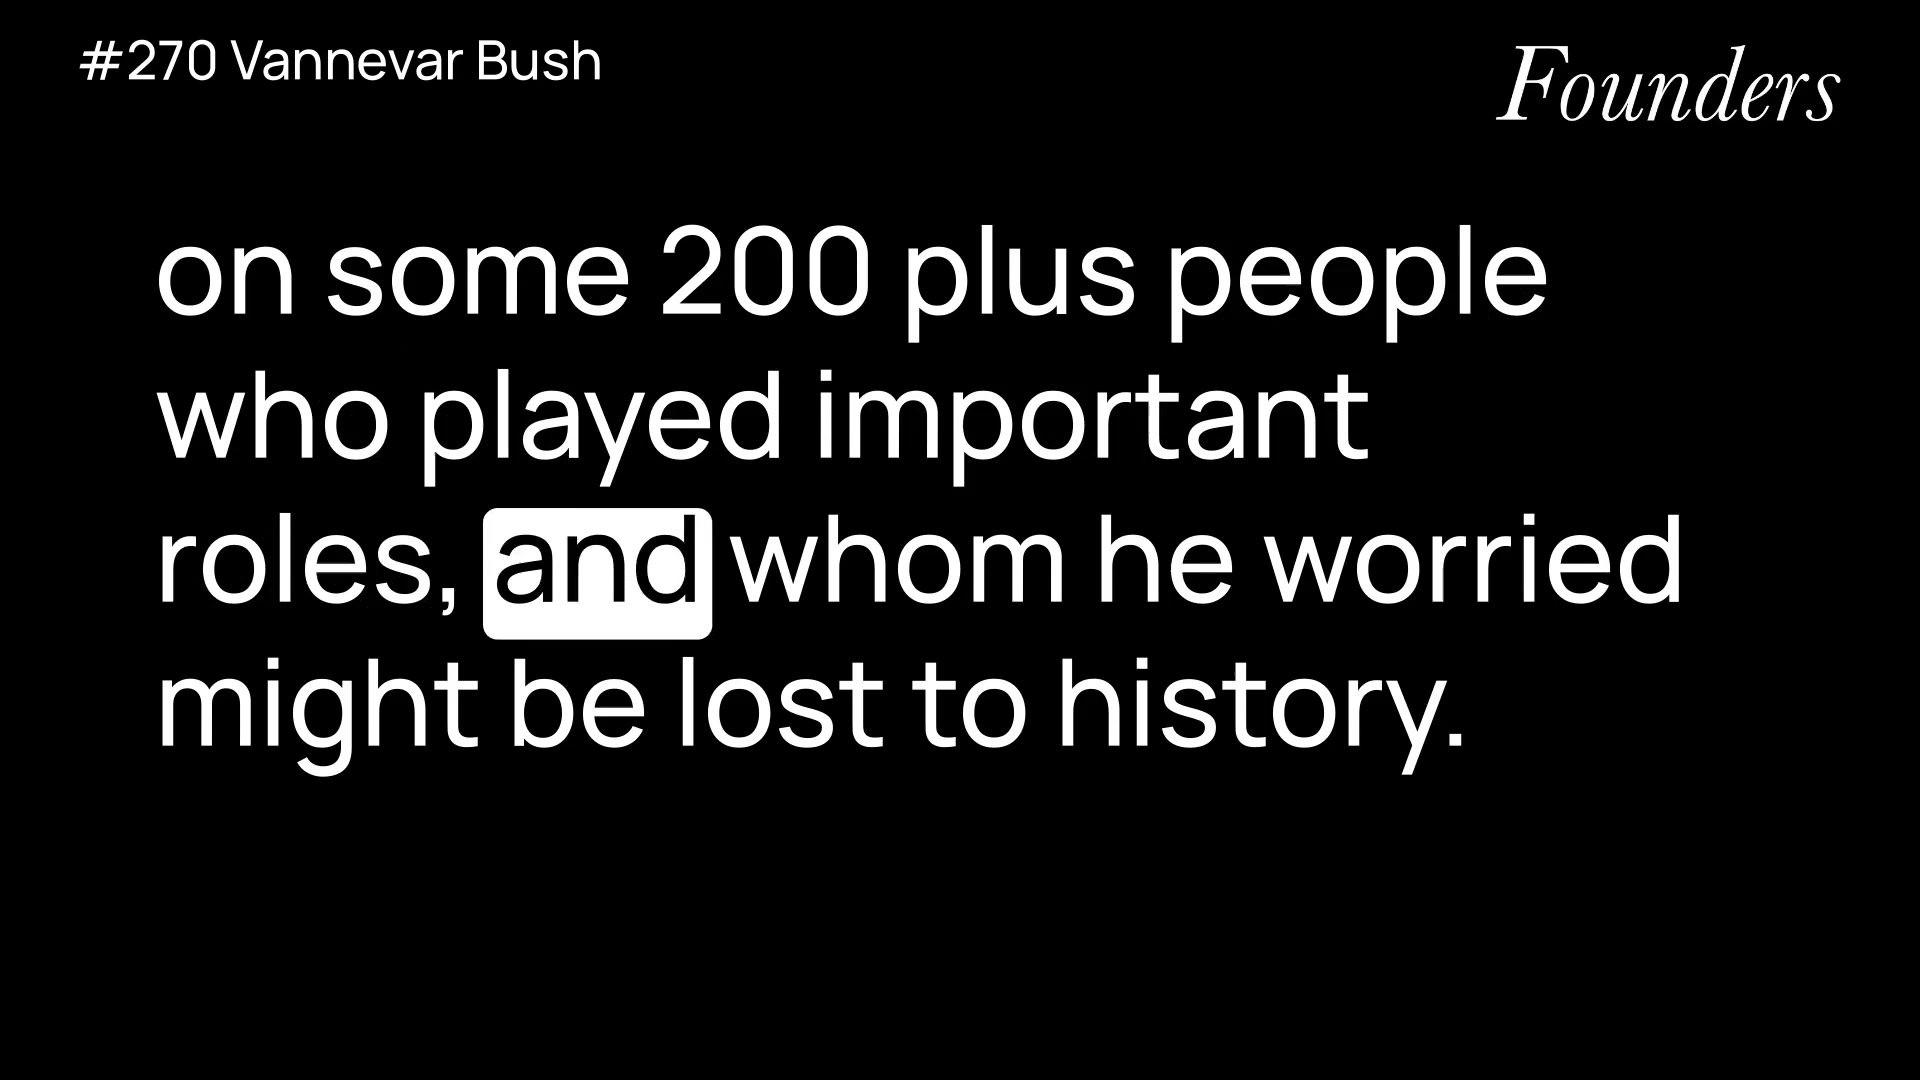 #270 Vannevar Bush
Founders
on some 200 plus people
who played important
roles, and whom he worried
might be lost to history.